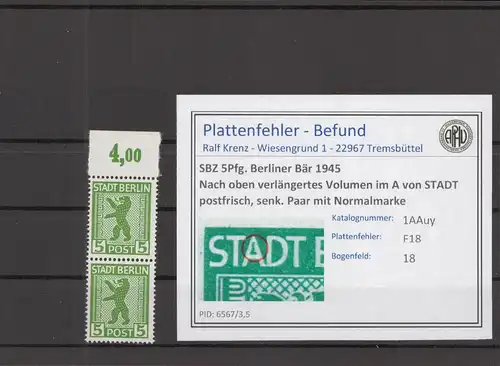 4,00
STADT BERLIN
5 POST 5
STADT BERLIN
5 POST 5
Plattenfehler - Befund
Ralf Krenz - Wiesengrund 1 - 22967 Tremsbüttel
SBZ 5Pfg. Berliner Bär 1945
Nach oben verlängertes Volumen im A von STADT
postfrisch, senk. Paar mit Normalmarke
Katalognummer: 1AAuy
Plattenfehler: F18
Bogenfeld: 18
STADT
PID: 6567/3,5